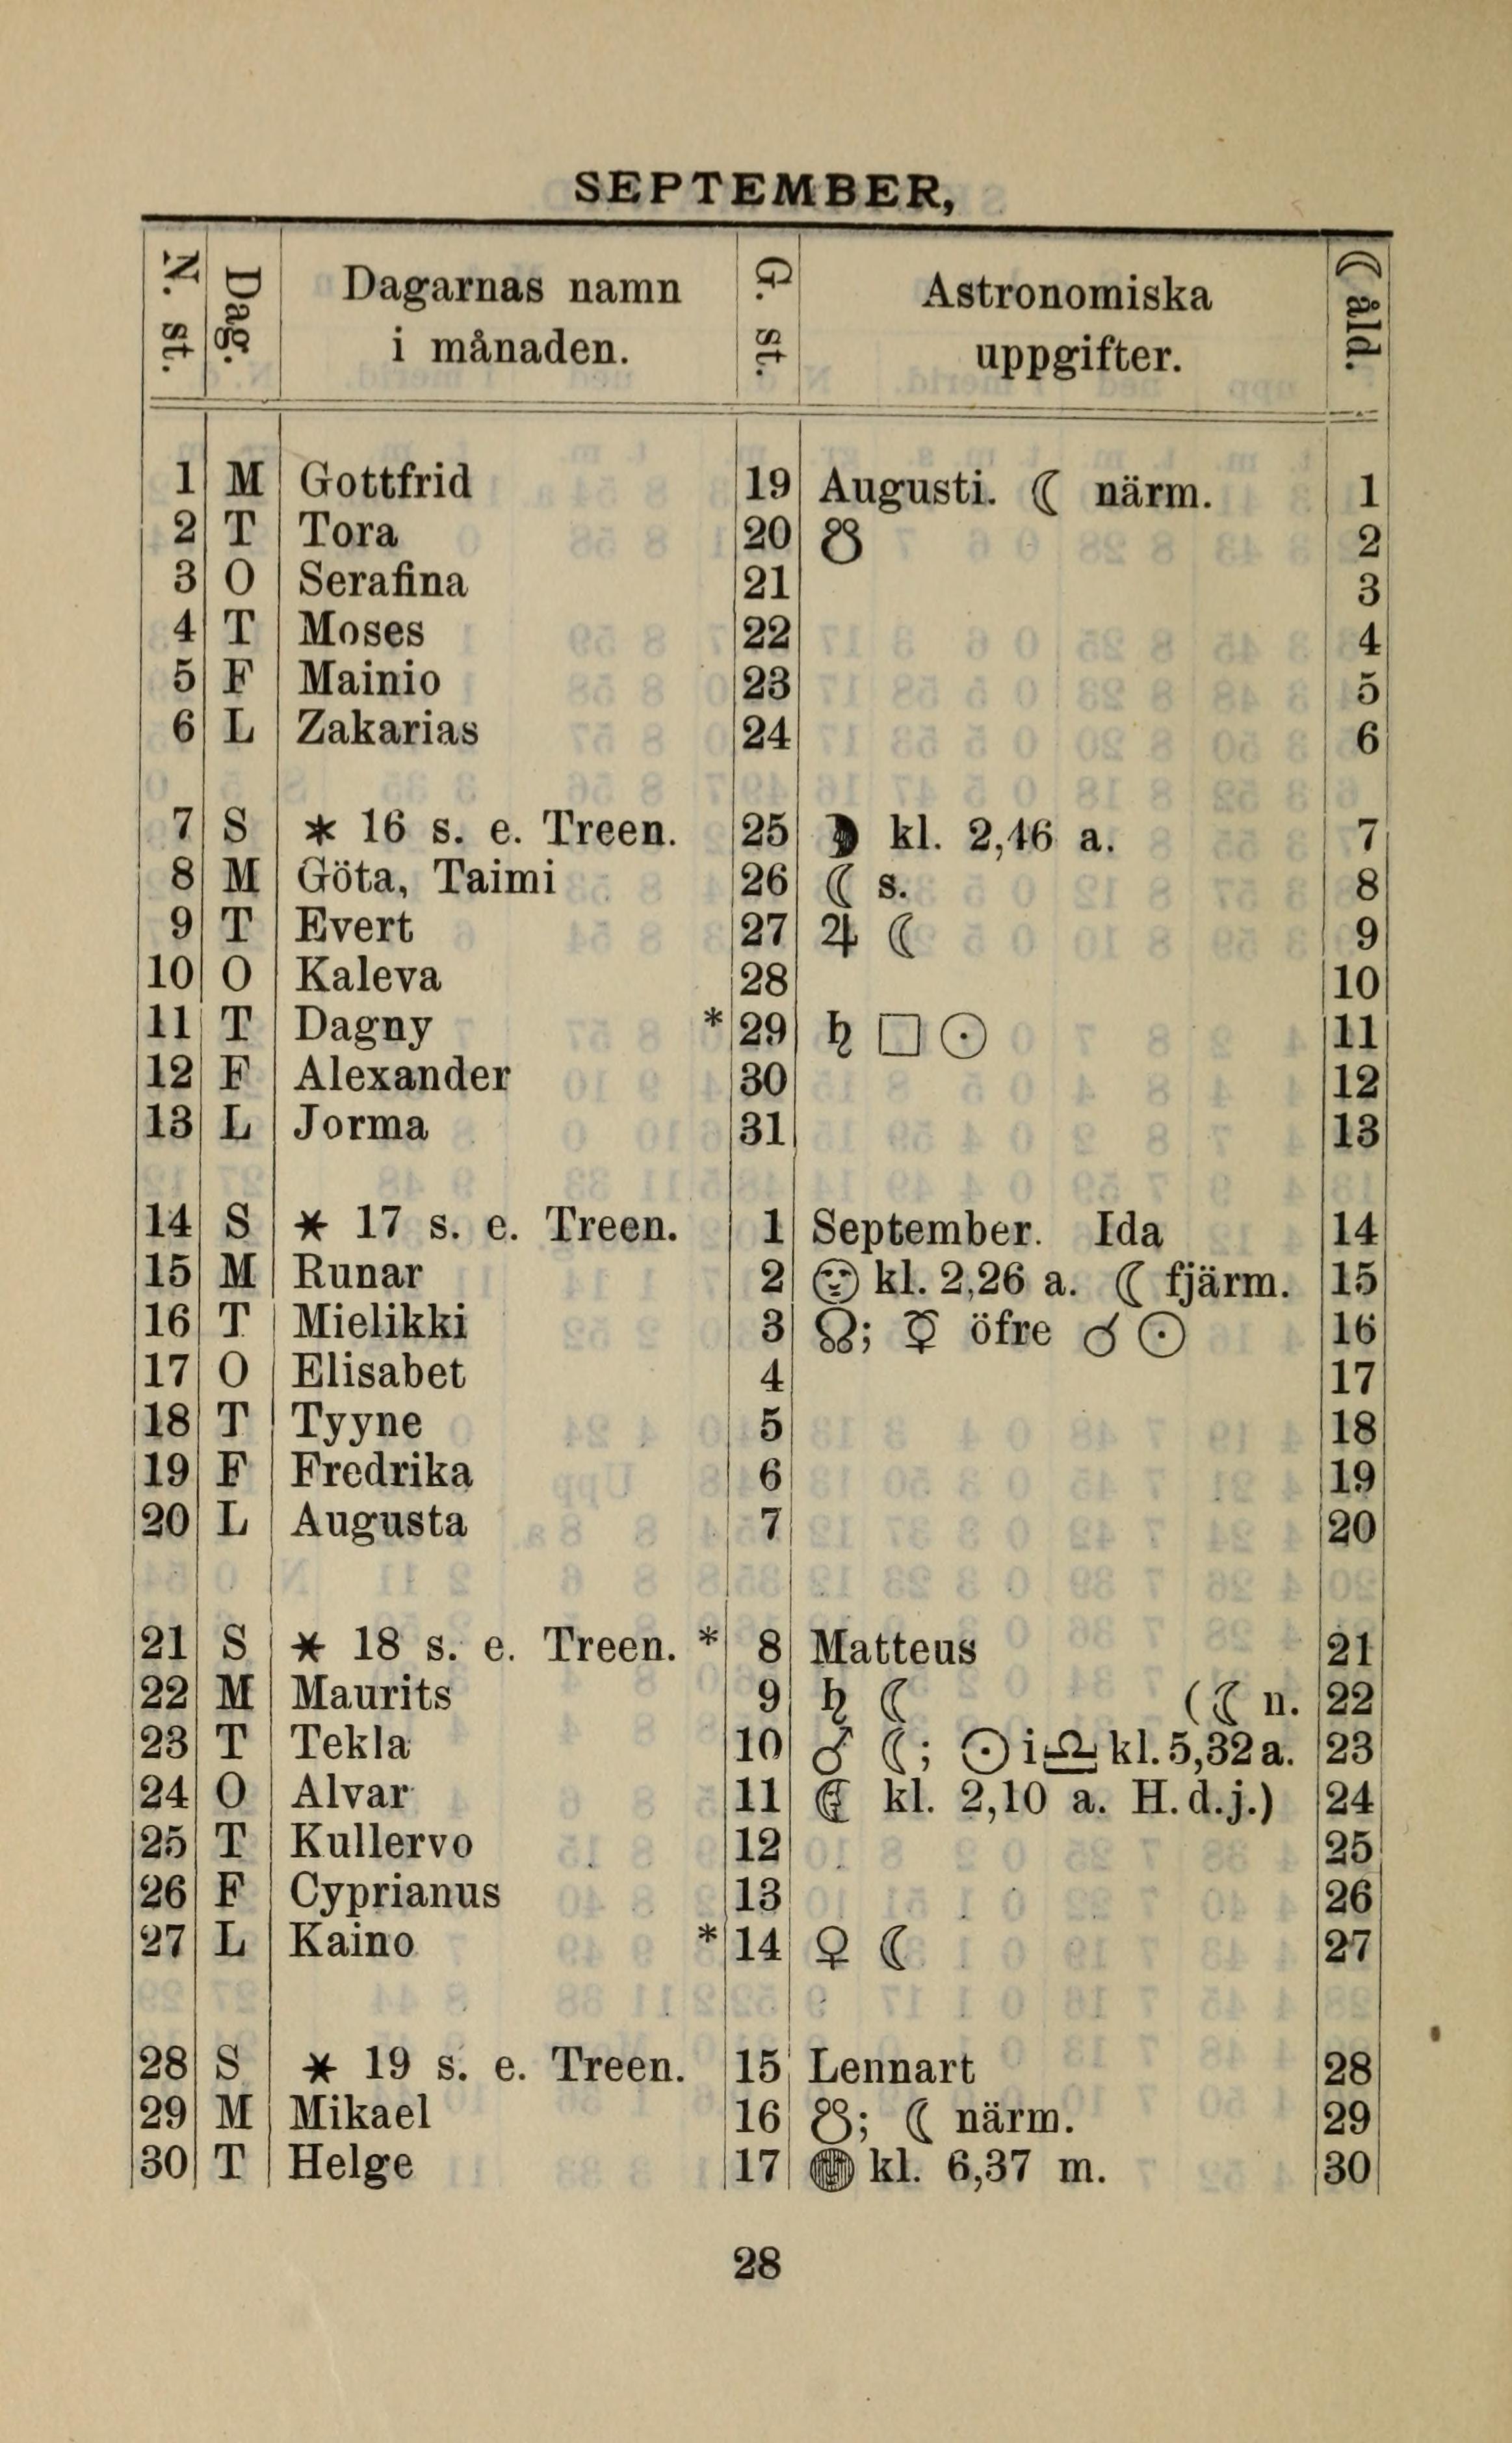 SEPTEMBER,
N. st. Dag. Dagarnas namn i månaden. G. st. Astronomiska uppgifter. ☾ åld.
1 M Gottfrid 19 Augusti. ☾ närm. 1
2 T Tora 20 ☋ 2
3 O Serafina 21 3
4 T Moses 22 4
5 F Mainio 23 5
6 L Zakarias 24 6
7 S * 16 s. e. Treen. 25 ◗ kl. 2,46 a. 7
8 M Göta, Taimi 26 ☾ s. 8
9 T Evert 27 ♃ ☾ 9
10 O Kaleva 28 10
11 T Dagny * 29 ♄ □ ☉ 11
12 F Alexander 30 12
13 L Jorma 31 13
14 S * 17 s. e. Treen. 1 September. Ida 14
15 M Runar 2 🌝 kl. 2,26 a. ☾ fjärm. 15
16 T Mielikki 3 ☊; ☿ öfre ☌ ☉ 16
17 O Elisabet 4 17
18 T Tyyne 5 18
19 F Fredrika 6 19
20 L Augusta 7 20
21 S * 18 s. e. Treen. * 8 Matteus 21
22 M Maurits 9 ♄ ☾ (☾ n. 22
23 T Tekla 10 ♂ ☾; ☉ i ♎ kl. 5,32 a. 23
24 O Alvar 11 ☾ kl. 2,10 a. H. d. j.) 24
25 T Kullervo 12 25
26 F Cyprianus 13 26
27 L Kaino * 14 ♀ ☾ 27
28 S * 19 s. e. Treen. 15 Lennart 28
29 M Mikael 16 ☋; ☾ närm. 29
30 T Helge 17 ● kl. 6,37 m. 30
28